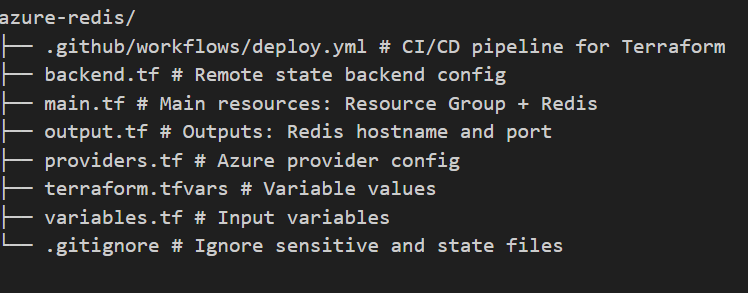 azure-redis/
├── .github/workflows/deploy.yml # CI/CD pipeline for Terraform
├── backend.tf # Remote state backend config
├── main.tf # Main resources: Resource Group + Redis
├── output.tf # Outputs: Redis hostname and port
├── providers.tf # Azure provider config
├── terraform.tfvars # Variable values
├── variables.tf # Input variables
└── .gitignore # Ignore sensitive and state files